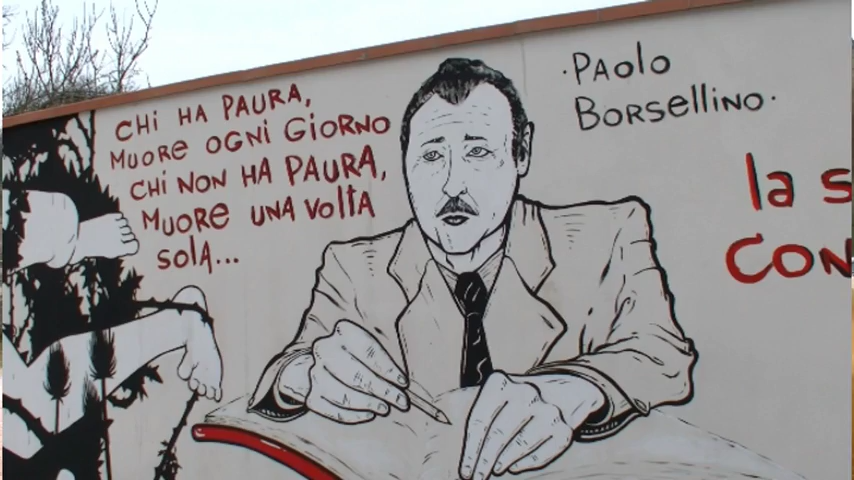 CHI HA PAURA,
MUORE OGNI GIORNO
CHI NON HA PAURA,
MUORE UNA VOLTA
SOLA...
·PAOLO
BORSELLINO·
la s
CON